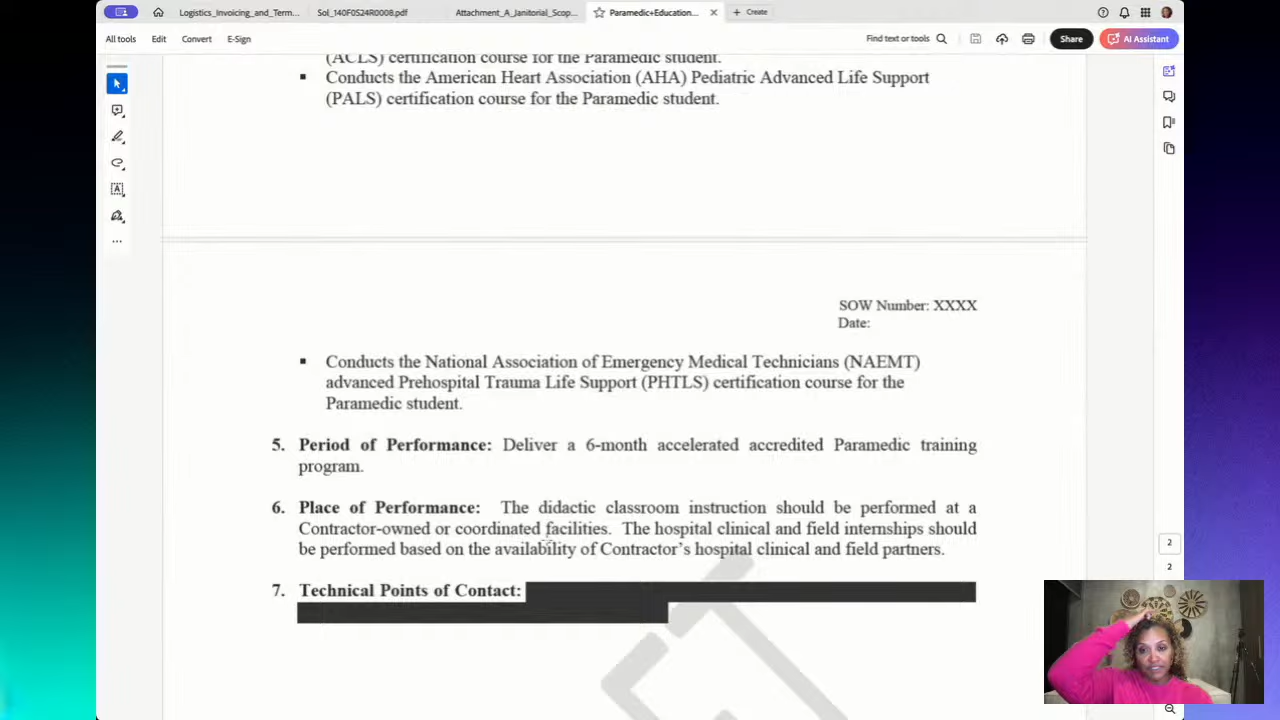 Logistics_Invoicing_and_Term...
Sol_140F0S24R0008.pdf
Attachment_A_Janitorial_Scop...
Paramedic+Education...
Create
All tools
Edit
Convert
E-Sign
Find text or tools
Share
AI Assistant
(ACLS) certification course for the Paramedic student.
▪ Conducts the American Heart Association (AHA) Pediatric Advanced Life Support
(PALS) certification course for the Paramedic student.
SOW Number: XXXX
Date:
▪ Conducts the National Association of Emergency Medical Technicians (NAEMT)
advanced Prehospital Trauma Life Support (PHTLS) certification course for the
Paramedic student.
5. Period of Performance: Deliver a 6-month accelerated accredited Paramedic training
program.
6. Place of Performance: The didactic classroom instruction should be performed at a
Contractor-owned or coordinated facilities. The hospital clinical and field internships should
be performed based on the availability of Contractor's hospital clinical and field partners.
7. Technical Points of Contact:
2
2